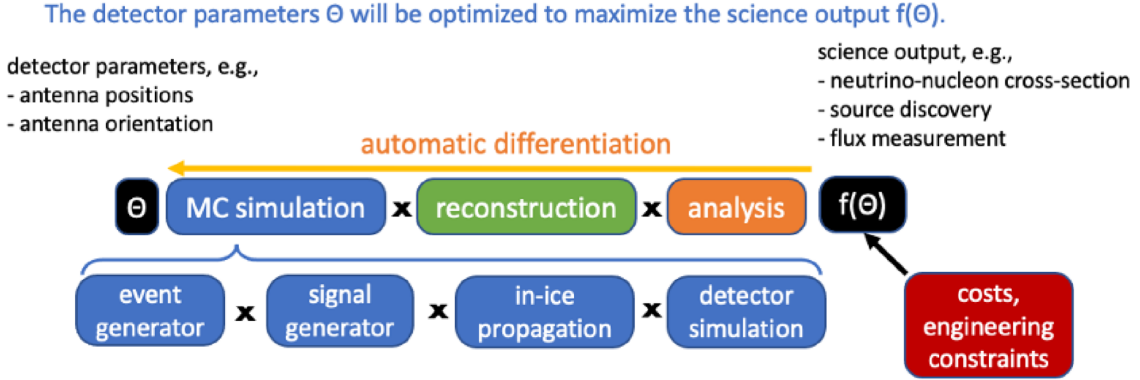 The detector parameters Θ will be optimized to maximize the science output f(Θ).
detector parameters, e.g.,
- antenna positions
- antenna orientation
science output, e.g.,
- neutrino-nucleon cross-section
- source discovery
- flux measurement
automatic differentiation
Θ MC simulation x reconstruction x analysis f(Θ)
event
generator
x
signal
generator
x
in-ice
propagation
x
detector
simulation
costs,
engineering
constraints